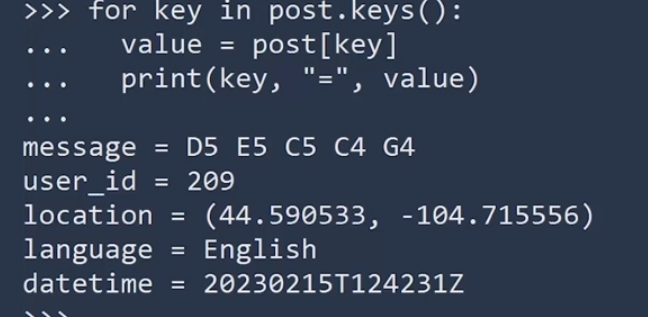 >>> for key in post.keys():
...   value = post[key]
...   print(key, "=", value)
...
message = D5 E5 C5 C4 G4
user_id = 209
location = (44.590533, -104.715556)
language = English
datetime = 20230215T124231Z
>>>